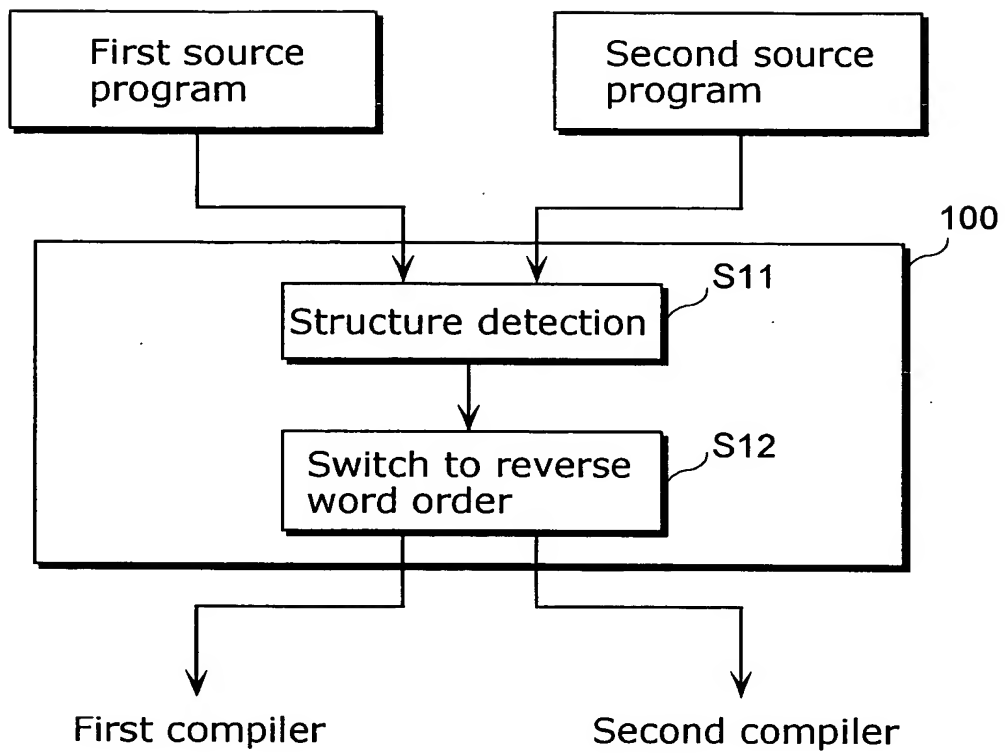 First source
program
Second source
program
100
S11
Structure detection
S12
Switch to reverse
word order
First compiler
Second compiler